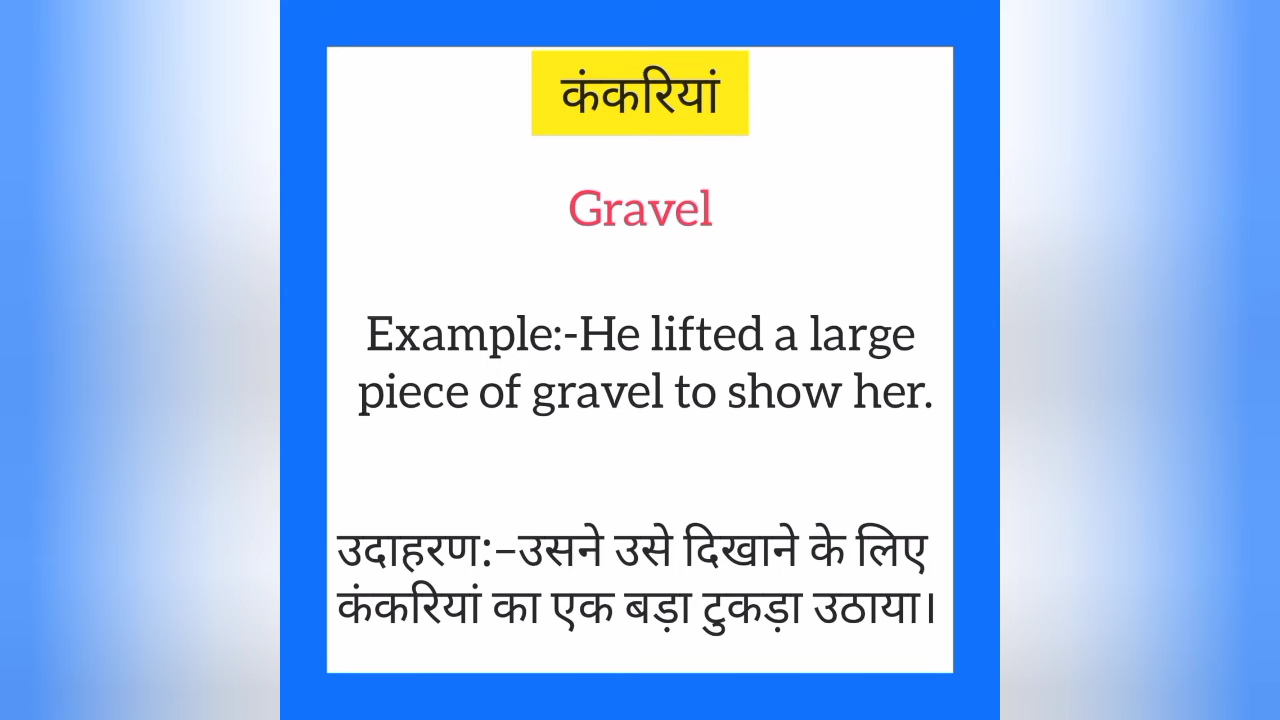 कंकरियां
Gravel
Example:-He lifted a large
piece of gravel to show her.
उदाहरण:–उसने उसे दिखाने के लिए
कंकरियां का एक बड़ा टुकड़ा उठाया।